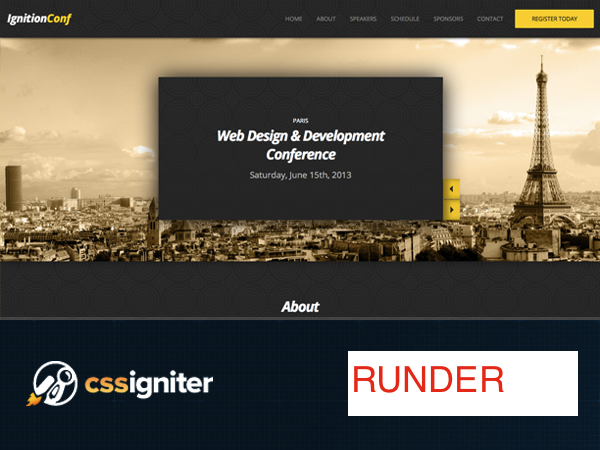 IgnitionConf
HOME ABOUT SPEAKERS SCHEDULE SPONSORS CONTACT REGISTER TODAY
PARIS
Web Design & Development
Conference
Saturday, June 15th, 2013
About
cssigniter
RUNDER